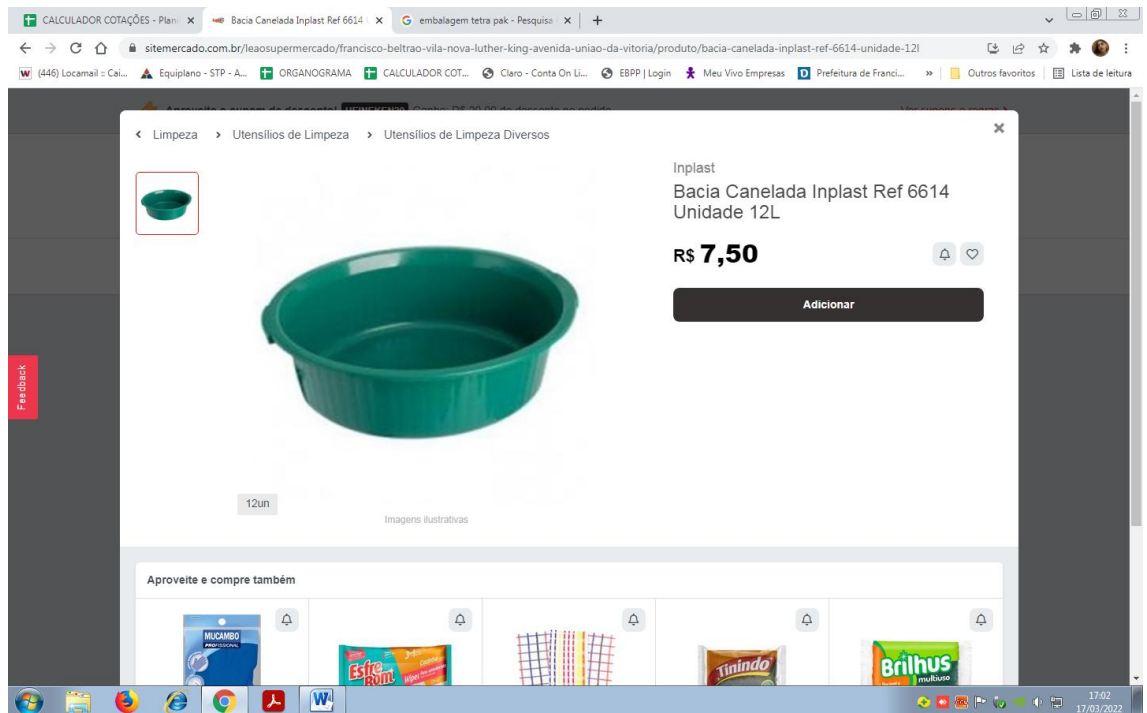 CALCULADOR COTAÇÕES - Plani
Bacia Canelada Inplast Ref 6614
embalagem tetra pak - Pesquisa
sitemercado.com.br/leaosupermercado/francisco-beltrao-vila-nova-luther-king-avenida-uniao-da-vitoria/produto/bacia-canelada-inplast-ref-6614-unidade-12l
(446) Locamail :: Cai...
Equiplano - STP - A...
ORGANOGRAMA
CALCULADOR COT...
Claro - Conta On Li...
EBPP | Login
Meu Vivo Empresas
Prefeitura de Franci...
»
Outros favoritos
Lista de leitura
Limpeza > Utensílios de Limpeza > Utensílios de Limpeza Diversos
Inplast
Bacia Canelada Inplast Ref 6614
Unidade 12L
R$ 7,50
Adicionar
Feedback
12un
Imagens ilustrativas
Aproveite e compre também
MUCAMBO
PROFISSIONAL
Esfre
Bom
Wipes
Tinindo
Brilhus
multiuso
17:02
17/03/2022